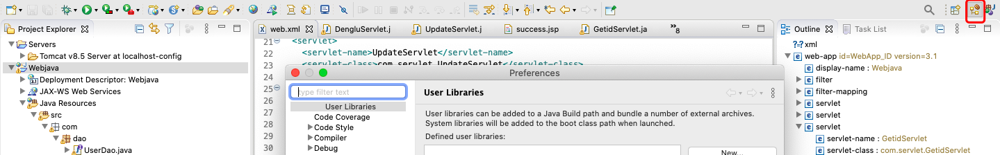 Project Explorer
Servers
Tomcat v8.5 Server at localhost-config
Webjava
Deployment Descriptor: Webjava
JAX-WS Web Services
Java Resources
src
com
dao
UserDao.java
web.xml
DengluServlet.j
UpdateServlet.j
success.jsp
GetidServlet.ja
»8
21 <servlet>
22 <servlet-name>UpdateServlet</servlet-name>
23 <servlet-class>com.servlet.UpdateServlet</servlet-class>
24
25
26
27
28
29
30
Preferences
type filter text
User Libraries
Code Coverage
Code Style
Compiler
Debug
User Libraries
User libraries can be added to a Java Build path and bundle a number of external archives.
System libraries will be added to the boot class path when launched.
Defined user libraries:
New...
Outline
Task List
?=? xml
web-app id=WebApp_ID version=3.1
display-name : Webjava
filter
filter-mapping
servlet
servlet
servlet
servlet-name : GetidServlet
servlet-class : com.servlet.GetidServlet